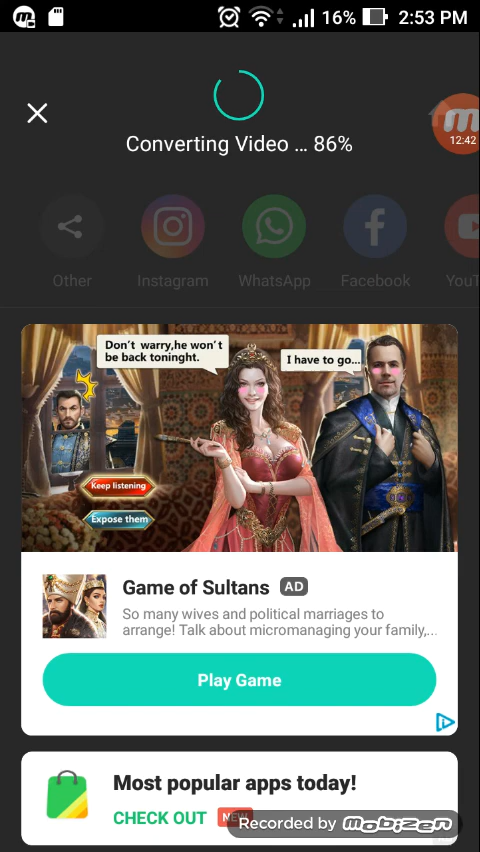 16% 2:53 PM
Converting Video ... 86%
12:42
Other Instagram WhatsApp Facebook YouT
Don't warry,he won't
be back toninght.
I have to go...
Keep listening
Expose them
Game of Sultans AD
So many wives and political marriages to
arrange! Talk about micromanaging your family,...
Play Game
Most popular apps today!
CHECK OUT NEW
Recorded by mobizen